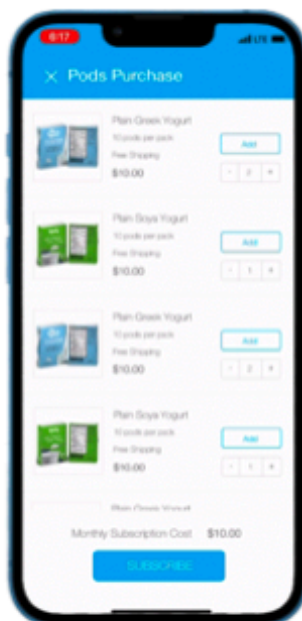 6:17
LTE
× Pods Purchase
Plain Greek Yogurt
10 pods per pack
Free Shipping
$10.00
Add
- 2 +
Plain Soya Yogurt
10 pods per pack
Free Shipping
$10.00
Add
- 1 +
Plain Greek Yogurt
10 pods per pack
Free Shipping
$10.00
Add
- 2 +
Plain Soya Yogurt
10 pods per pack
Free Shipping
$10.00
Add
- 1 +
Plain Greek Yogurt
Monthly Subscription Cost $10.00
SUBSCRIBE